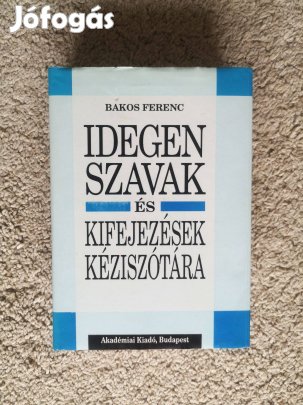 Jófogás
BAKOS FERENC
IDEGEN
SZAVAK
ÉS
KIFEJEZÉSEK
KÉZISZÓTÁRA
Akadémiai Kiadó, Budapest